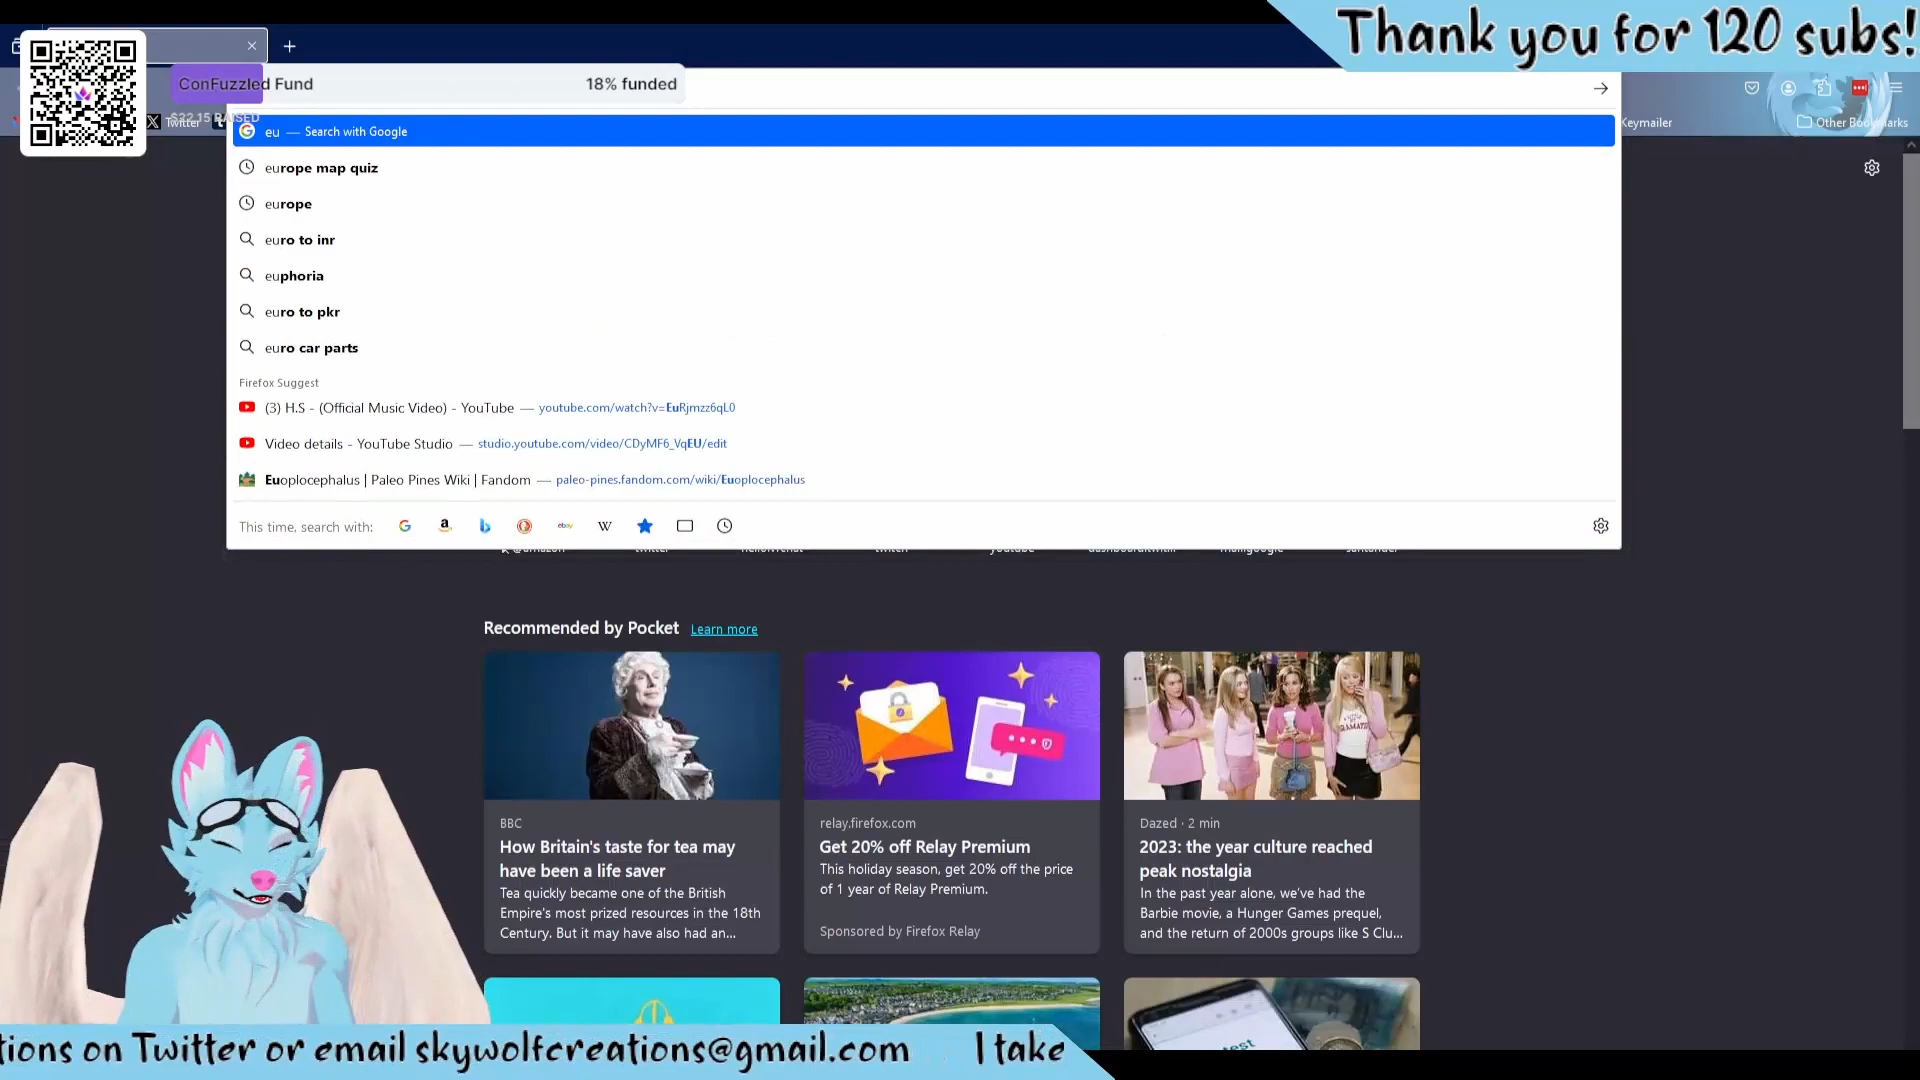 Thank you for 120 subs!
ConFuzzled Fund
18% funded
$22.15 RAISED
Twitter
Keymailer
Other Bookmarks
eu — Search with Google
europe map quiz
europe
euro to inr
euphoria
euro to pkr
euro car parts
Firefox Suggest
(3) H.S - (Official Music Video) - YouTube — youtube.com/watch?v=EuRjmzz6qL0
Video details - YouTube Studio — studio.youtube.com/video/CDyMF6_VqEU/edit
Euoplocephalus | Paleo Pines Wiki | Fandom — paleo-pines.fandom.com/wiki/Euoplocephalus
This time, search with:
@amazon twitter twitch youtube santander
Recommended by Pocket Learn more
BBC
How Britain's taste for tea may
have been a life saver
Tea quickly became one of the British
Empire's most prized resources in the 18th
Century. But it may have also had an...
relay.firefox.com
Get 20% off Relay Premium
This holiday season, get 20% off the price
of 1 year of Relay Premium.
Sponsored by Firefox Relay
Dazed · 2 min
2023: the year culture reached
peak nostalgia
In the past year alone, we've had the
Barbie movie, a Hunger Games prequel,
and the return of 2000s groups like S Clu...
tions on Twitter or email skywolfcreations@gmail.com I take